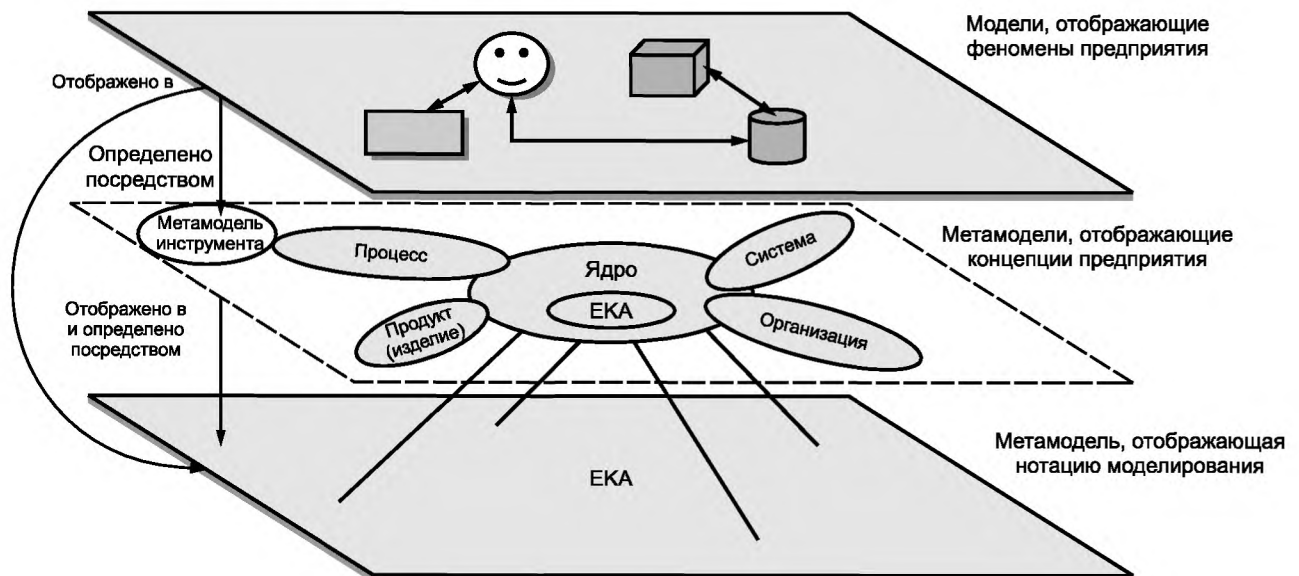 Модели, отображающие
феномены предприятия
Отображено в
Определено
посредством
Метамодель
инструмента
Процесс
Ядро
ЕКА
Система
Продукт
(изделие)
Организация
Метамодели, отображающие
концепции предприятия
Отображено в
и определено
посредством
ЕКА
Метамодель, отображающая
нотацию моделирования